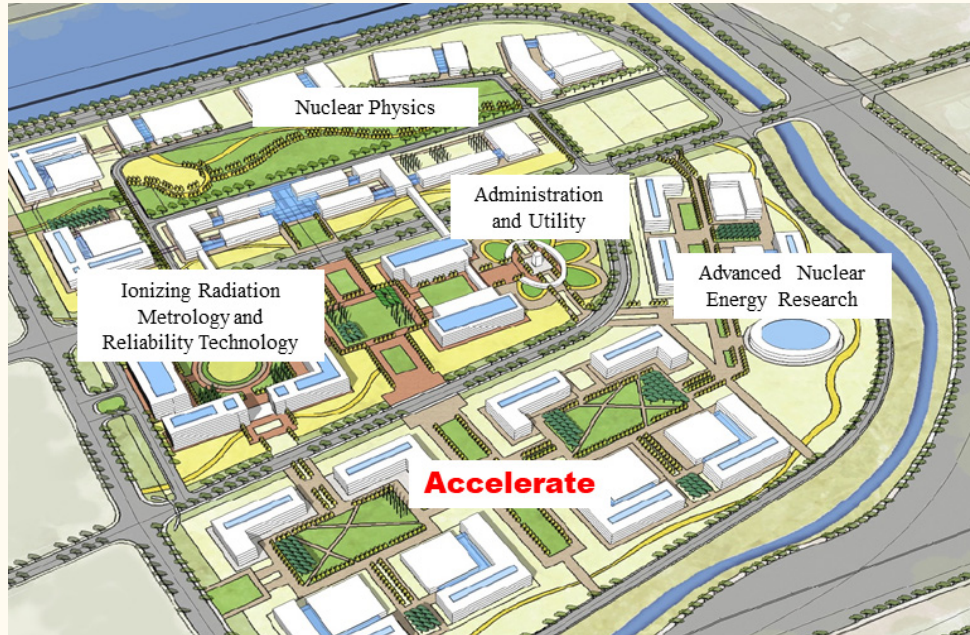 Nuclear Physics
Administration
and Utility
Advanced Nuclear
Energy Research
Ionizing Radiation
Metrology and
Reliability Technology
Accelerate